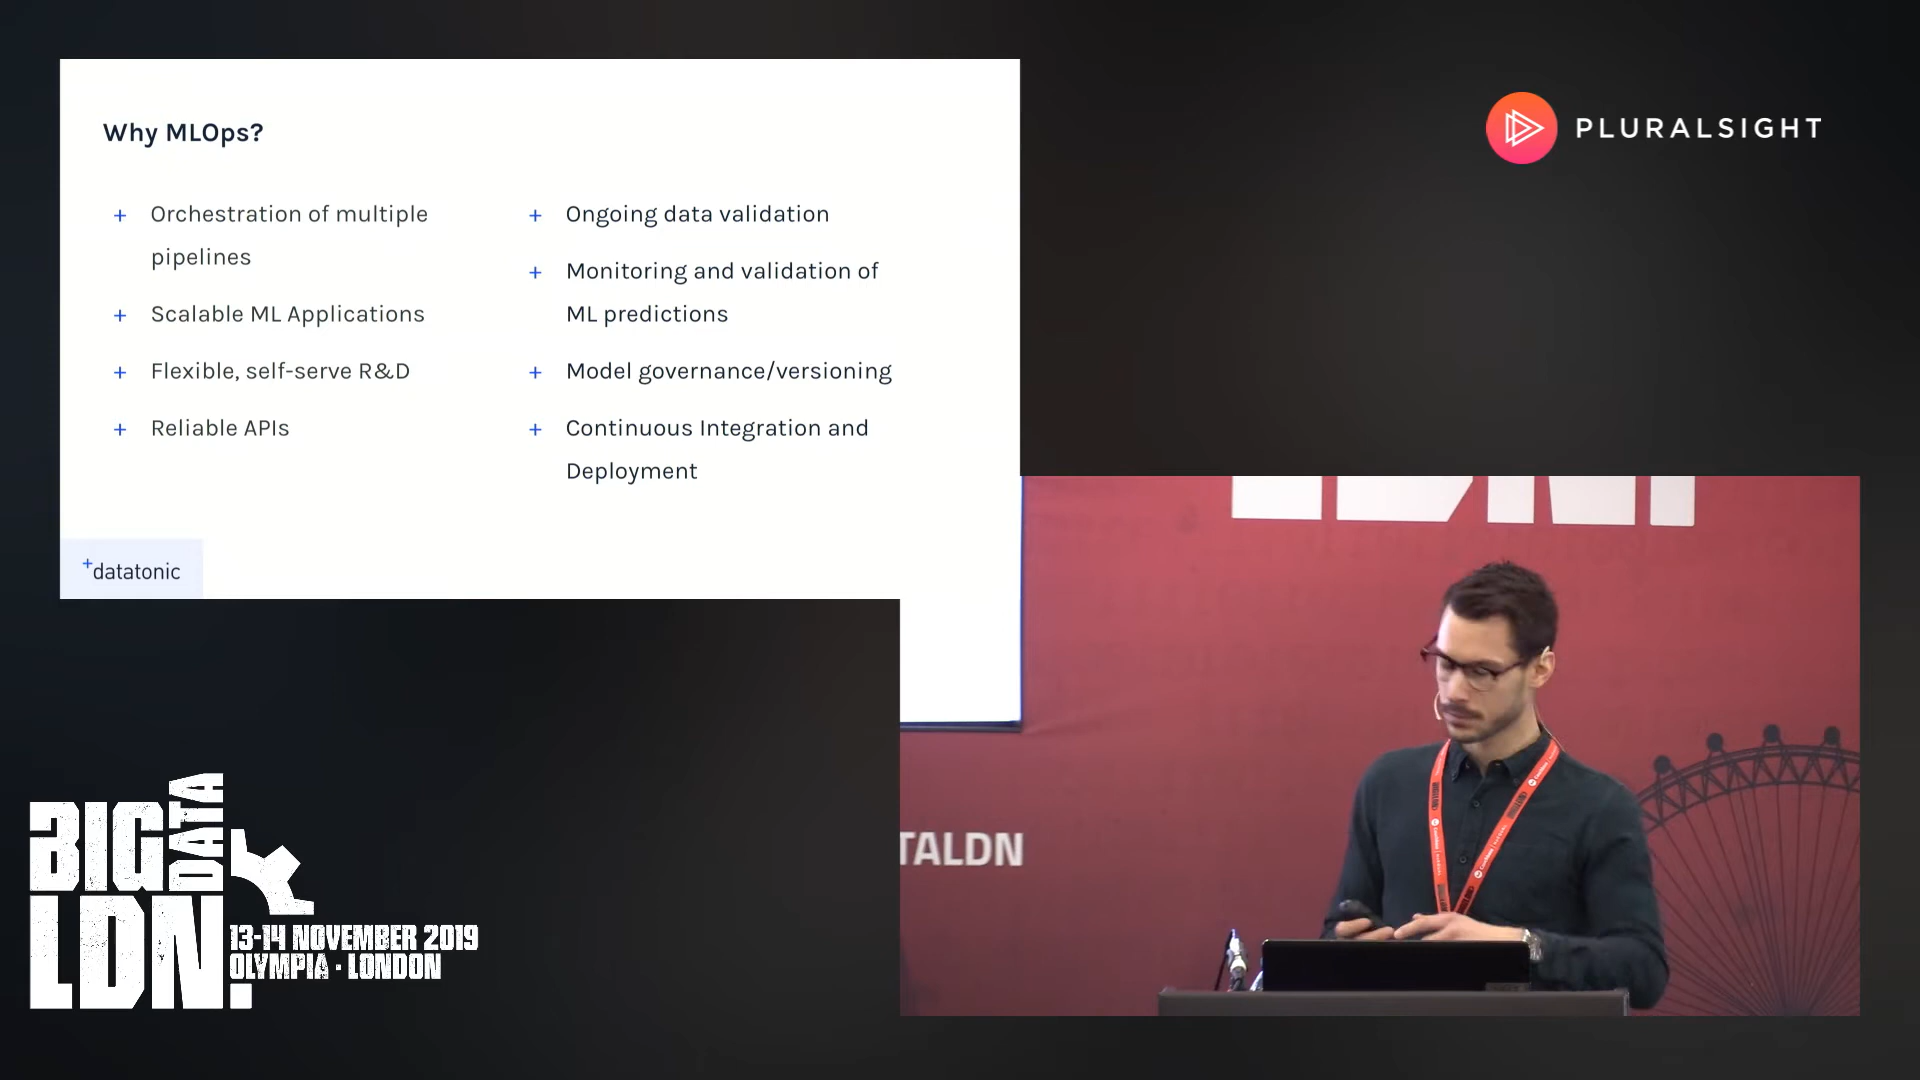 Why MLOps?
+ Orchestration of multiple
pipelines
+ Scalable ML Applications
+ Flexible, self-serve R&D
+ Reliable APIs
+ Ongoing data validation
+ Monitoring and validation of
ML predictions
+ Model governance/versioning
+ Continuous Integration and
Deployment
+datatonic
PLURALSIGHT
TALDN
BIG
DATA
LDN.
13-14 NOVEMBER 2019
OLYMPIA · LONDON